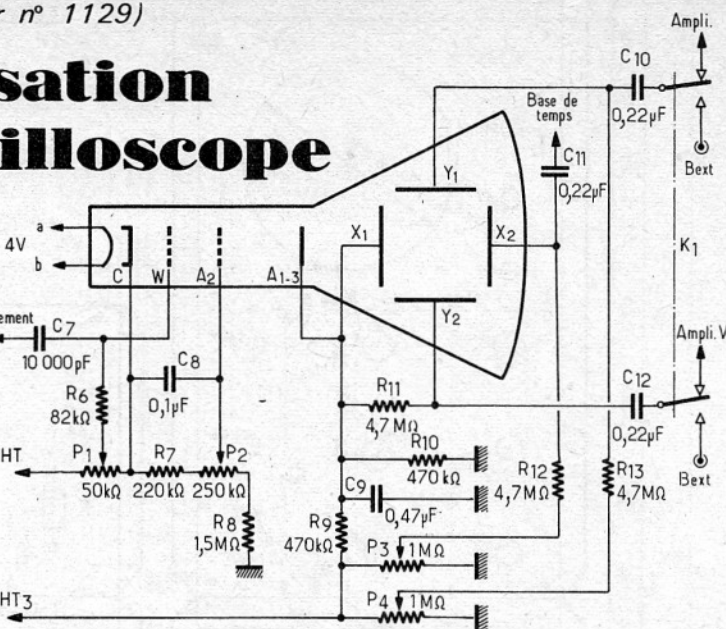 r n° 1129)
sation
illoscope
Ampli.
C10
0,22µF
Bext
K1
Base de
temps
C11
0,22µF
Y1
X1
X2
Y2
4V
a
b
C
W
A2
A1-3
ement
C7
10 000pF
C8
0,1µF
R6
82kΩ
HT
P1
50kΩ
R7
220kΩ
P2
250kΩ
R8
1,5MΩ
R11
4,7 MΩ
R10
470 kΩ
C9
0,47µF
R9
470kΩ
P3
1MΩ
P4
1MΩ
HT3
R12
4,7MΩ
R13
4,7MΩ
Ampli.V
C12
0,22µF
Bext